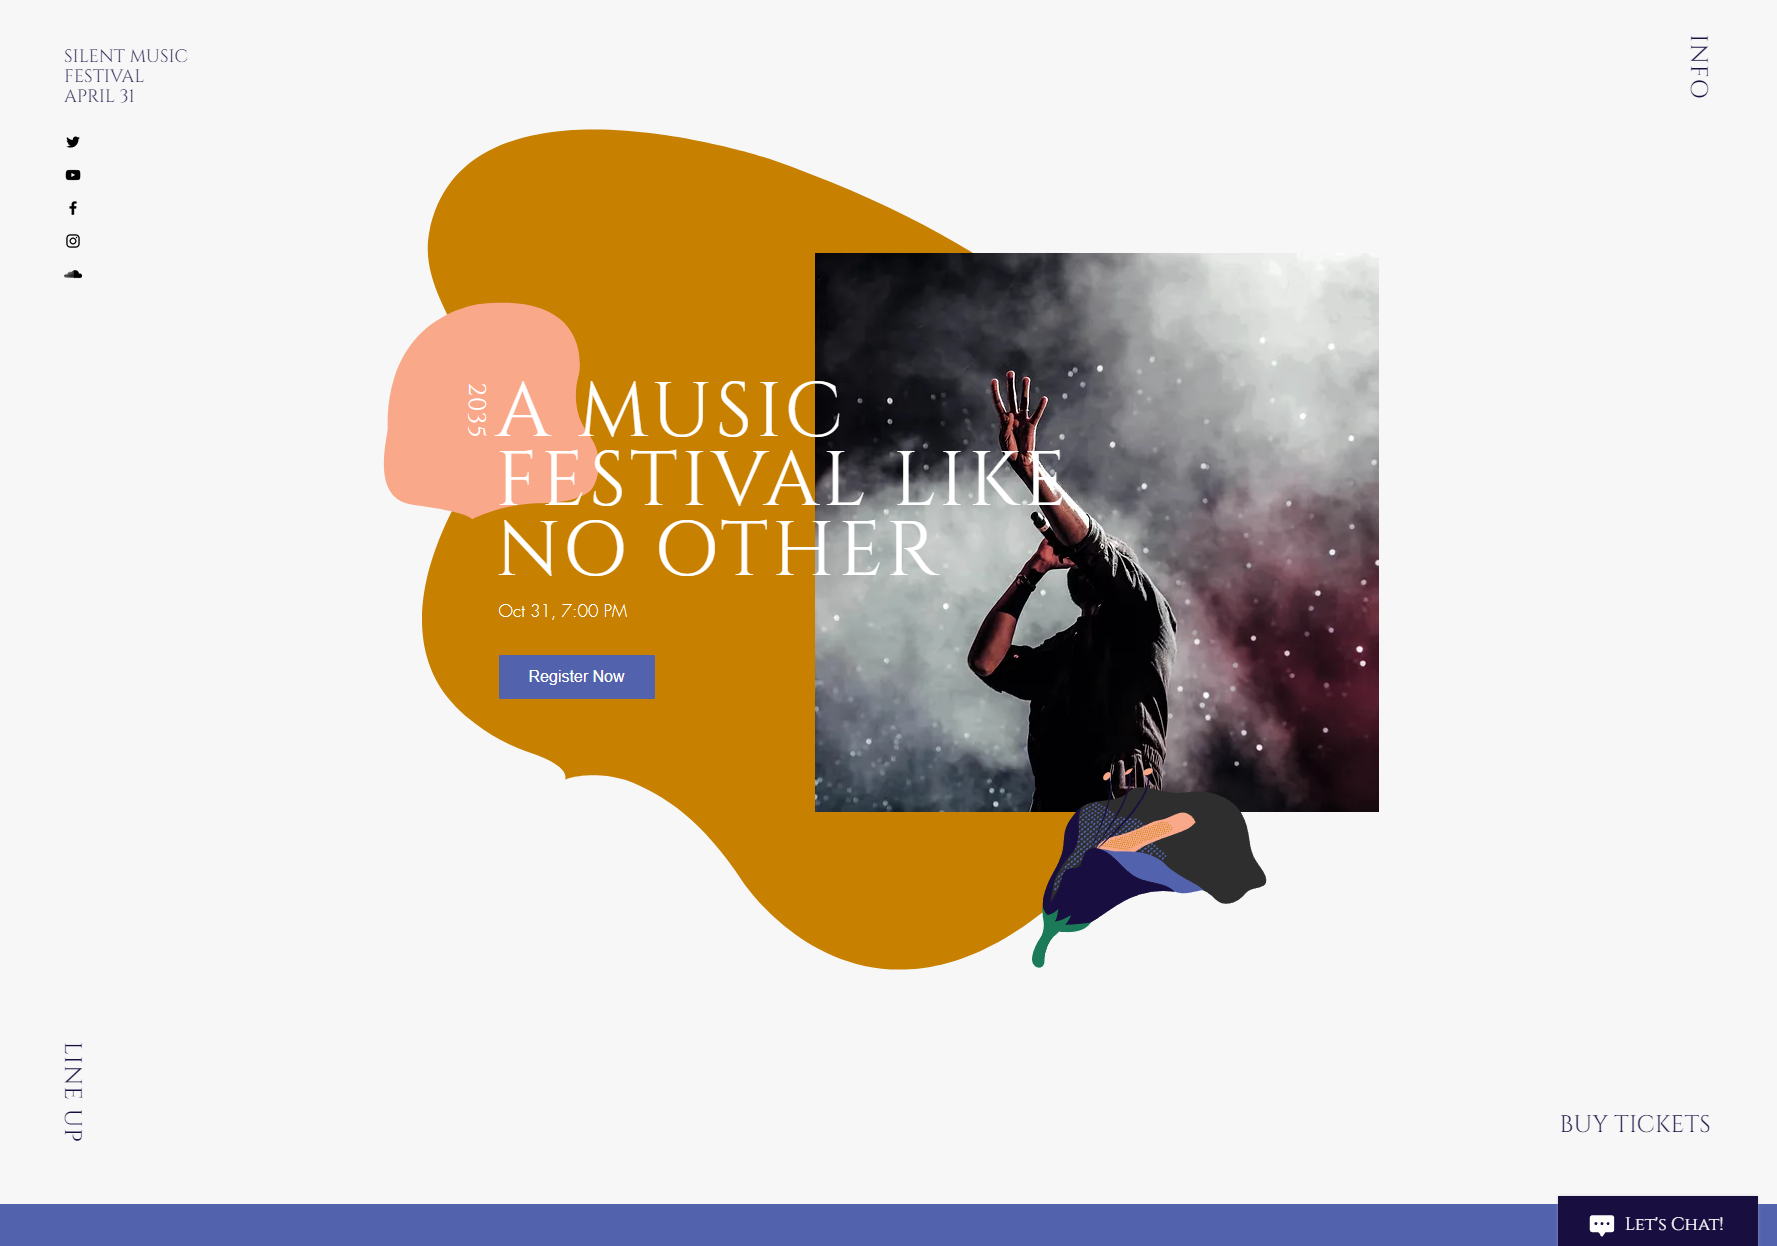 SILENT MUSIC
FESTIVAL
APRIL 31
INFO
2035
A MUSIC
FESTIVAL LIKE
NO OTHER
Oct 31, 7:00 PM
Register Now
LINE UP
BUY TICKETS
Let's Chat!